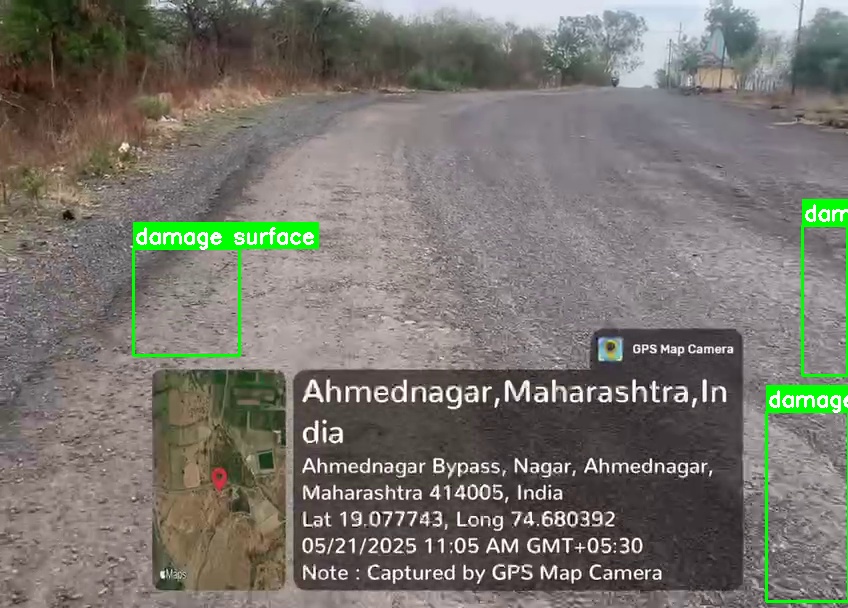 damage surface
dam
damage
GPS Map Camera
Ahmednagar,Maharashtra,In
dia
Ahmednagar Bypass, Nagar, Ahmednagar,
Maharashtra 414005, India
Lat 19.077743, Long 74.680392
05/21/2025 11:05 AM GMT+05:30
Note : Captured by GPS Map Camera
Maps